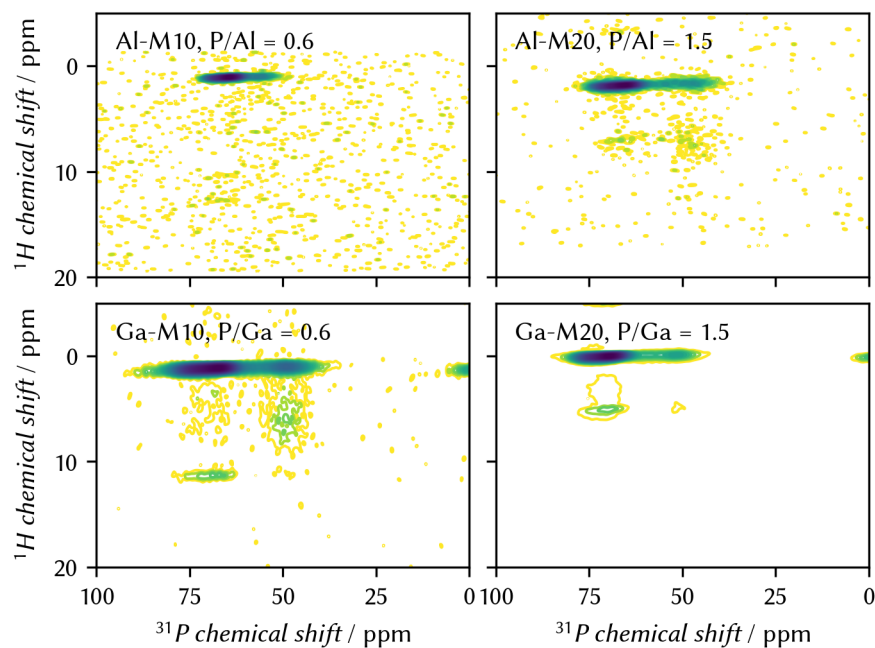 Al-M10, P/Al = 0.6
Al-M20, P/Al = 1.5
0
10
20
¹H chemical shift / ppm
Ga-M10, P/Ga = 0.6
Ga-M20, P/Ga = 1.5
0
10
20
¹H chemical shift / ppm
100 75 50 25 0
100 75 50 25 0
³¹P chemical shift / ppm
³¹P chemical shift / ppm